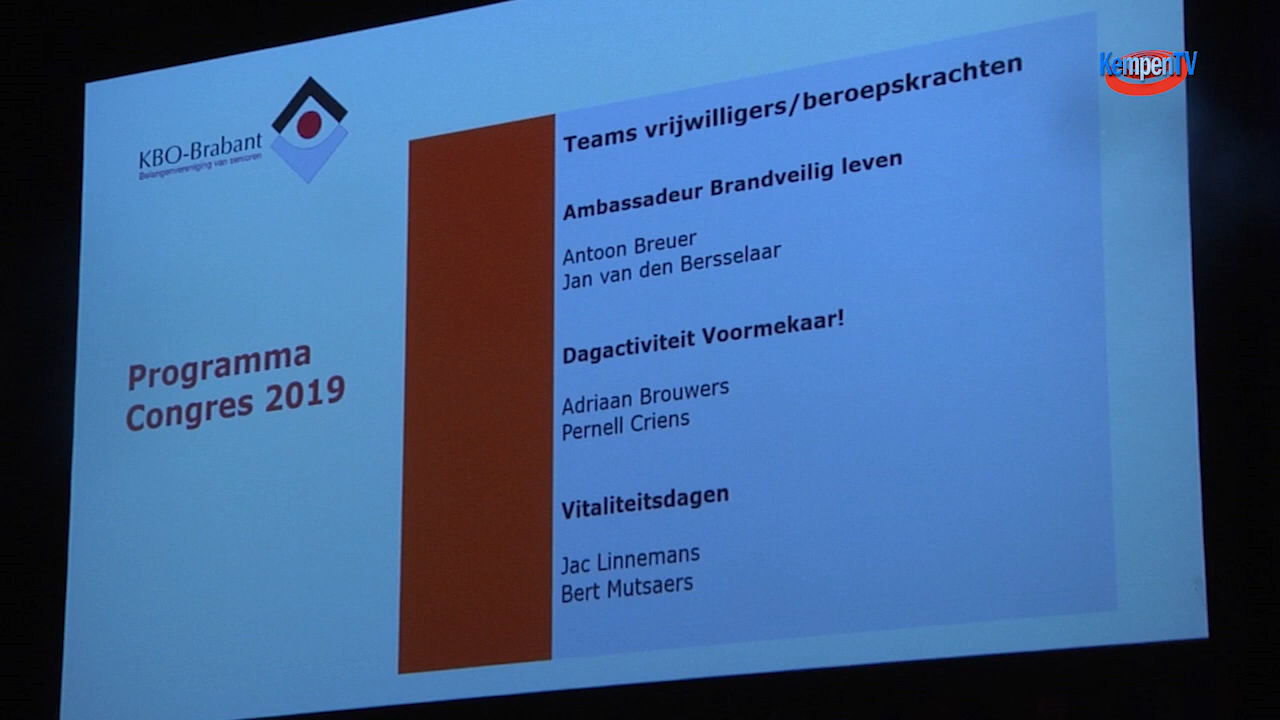 KempenTV
KBO-Brabant
Belangenvereniging van senioren
Programma
Congres 2019
Teams vrijwilligers/beroepskrachten
Ambassadeur Brandveilig leven
Antoon Breuer
Jan van den Bersselaar
Dagactiviteit Voormekaar!
Adriaan Brouwers
Pernell Criens
Vitaliteitsdagen
Jac Linnemans
Bert Mutsaers